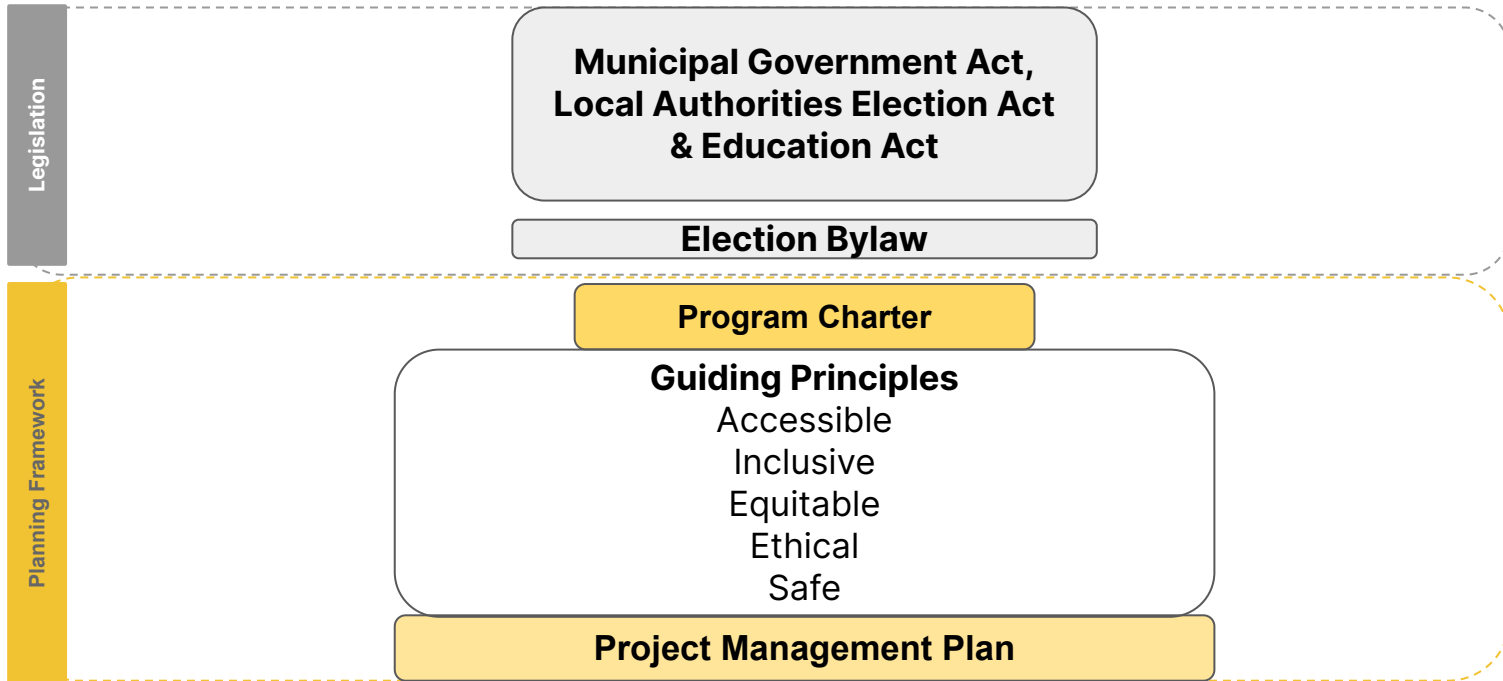 Legislation
Municipal Government Act,
Local Authorities Election Act
& Education Act
Election Bylaw
Planning Framework
Program Charter
Guiding Principles
Accessible
Inclusive
Equitable
Ethical
Safe
Project Management Plan